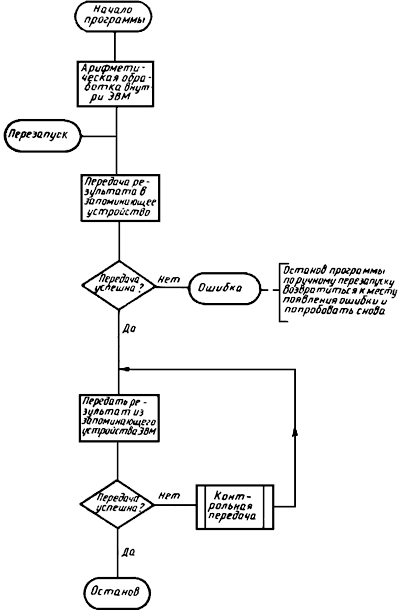 Начало
программы
Арифмети-
ческая обра-
ботка внут-
ри ЭВМ
Перезапуск
Передача ре-
зультата в
запоминающее
устройство
Передача
успешна?
Нет
Ошибка
Останов программы
по ручному перезапуску
возвратиться к месту
появления ошибки и
попробовать снова
Да
Передать ре-
зультат из
запоминающего
устройства ЭВМ
Передача
успешна?
Нет
Конт-
рольная
передача
Да
Останов